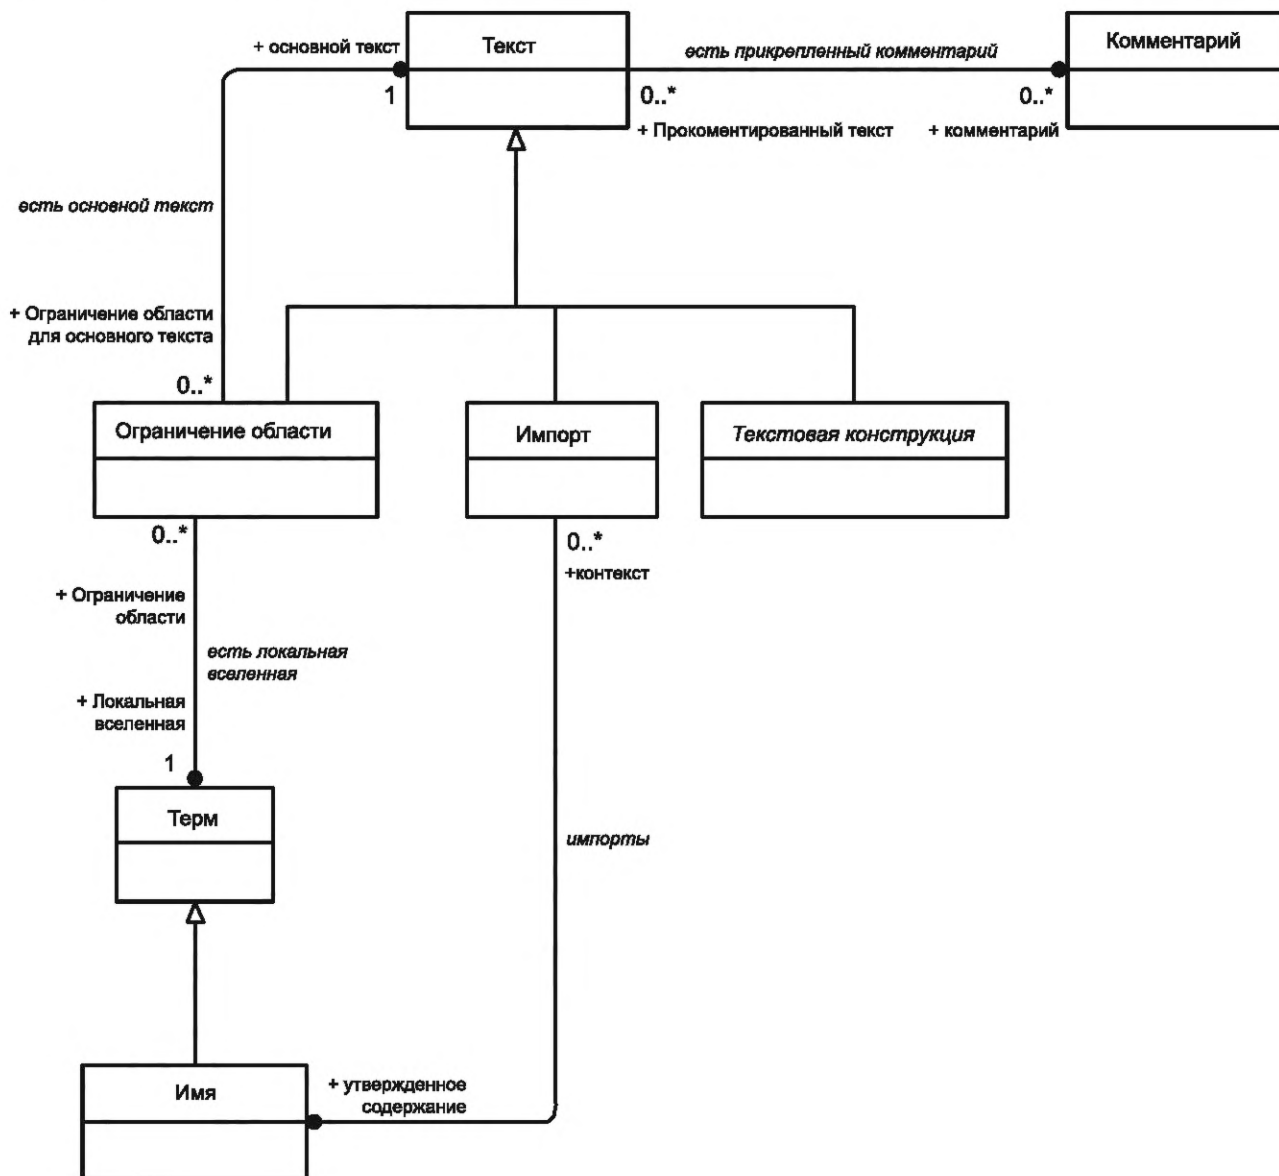 + основной текст
Текст
есть прикрепленный комментарий
Комментарий
1
0..*
0..*
+ Прокоментированный текст
+ комментарий
есть основной текст
+ Ограничение области
для основного текста
0..*
Ограничение области
Импорт
Текстовая конструкция
0..*
0..*
+контекст
+ Ограничение
области
есть локальная
вселенная
+ Локальная
вселенная
1
Терм
импорты
Имя
+ утвержденное
содержание